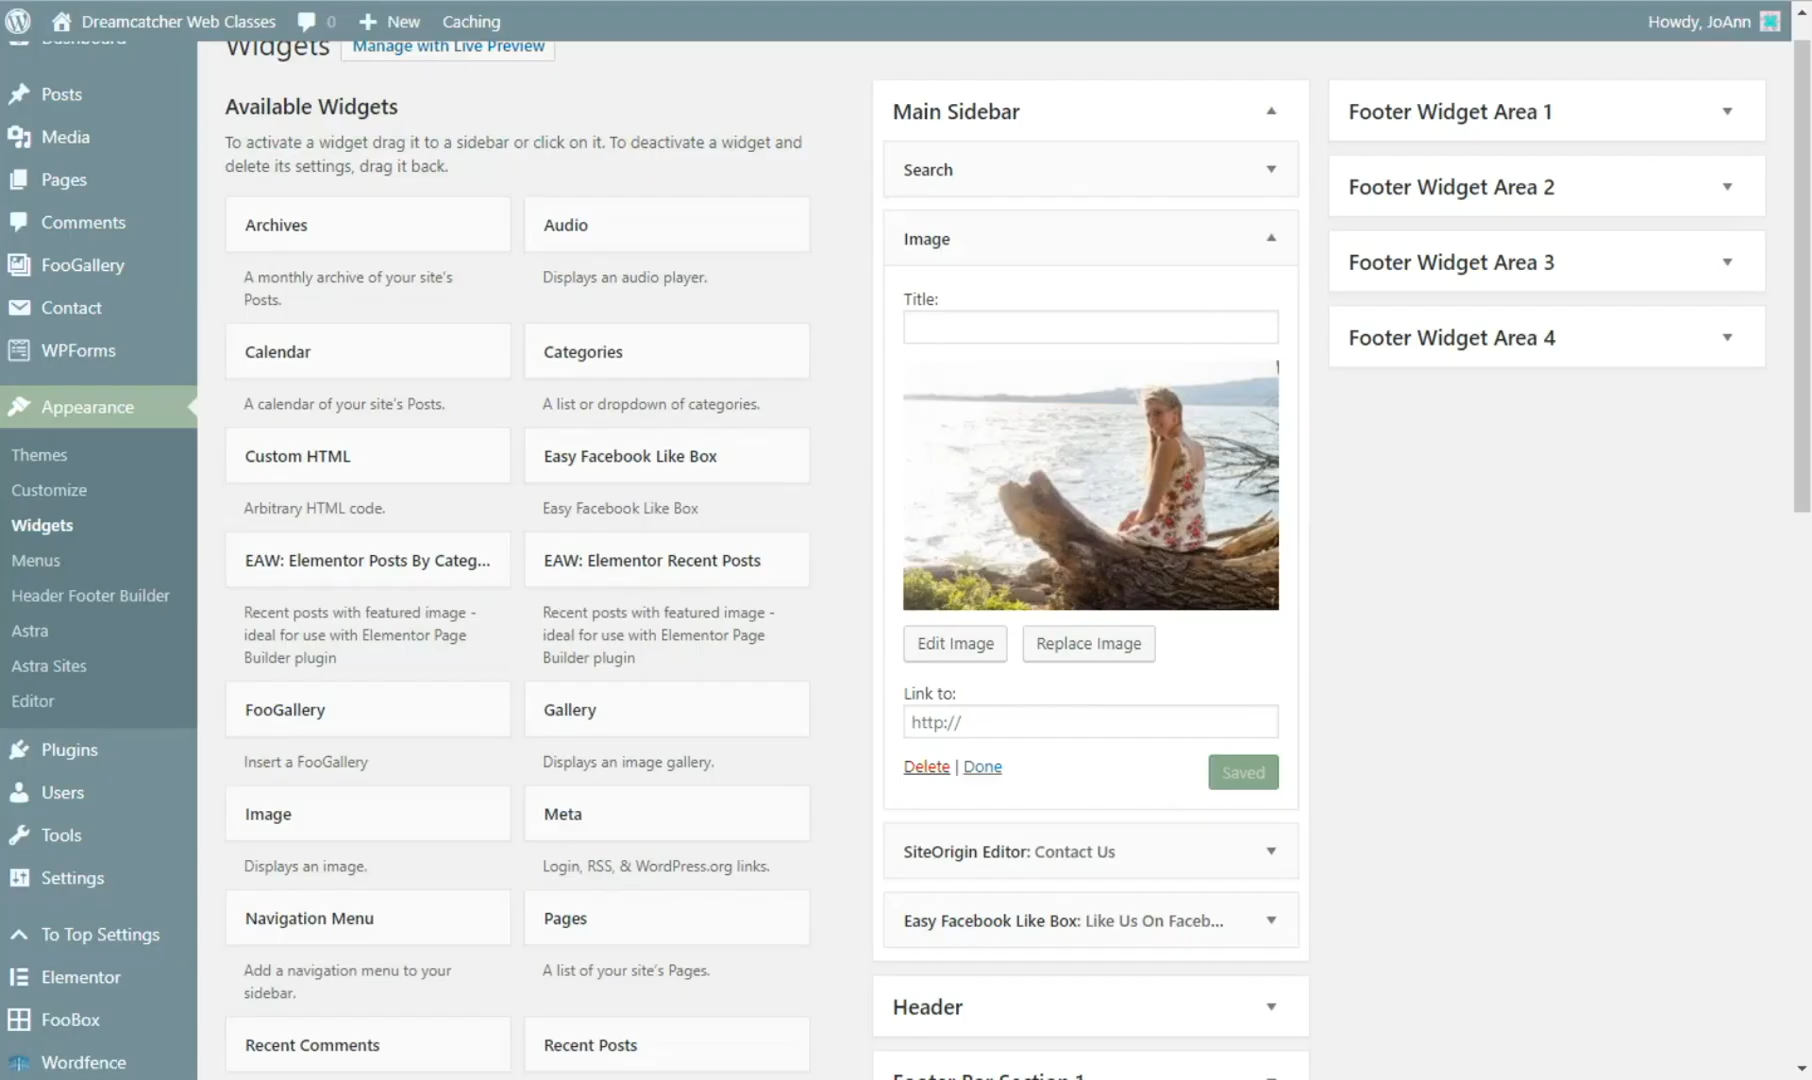 Dreamcatcher Web Classes
0
New
Caching
Howdy, JoAnn
Dashboard
Posts
Media
Pages
Comments
FooGallery
Contact
WPForms
Appearance
Themes
Customize
Widgets
Menus
Header Footer Builder
Astra
Astra Sites
Editor
Plugins
Users
Tools
Settings
To Top Settings
Elementor
FooBox
Wordfence
Widgets
Manage with Live Preview
Available Widgets
To activate a widget drag it to a sidebar or click on it. To deactivate a widget and
delete its settings, drag it back.
Archives
A monthly archive of your site's
Posts.
Audio
Displays an audio player.
Calendar
A calendar of your site's Posts.
Categories
A list or dropdown of categories.
Custom HTML
Arbitrary HTML code.
Easy Facebook Like Box
Easy Facebook Like Box
EAW: Elementor Posts By Categ...
Recent posts with featured image -
ideal for use with Elementor Page
Builder plugin
EAW: Elementor Recent Posts
Recent posts with featured image -
ideal for use with Elementor Page
Builder plugin
FooGallery
Insert a FooGallery
Gallery
Displays an image gallery.
Image
Displays an image.
Meta
Login, RSS, & WordPress.org links.
Navigation Menu
Add a navigation menu to your
sidebar.
Pages
A list of your site's Pages.
Recent Comments
Recent Posts
Main Sidebar
Search
Image
Title:
Edit Image
Replace Image
Link to:
http://
Delete | Done
Saved
SiteOrigin Editor: Contact Us
Easy Facebook Like Box: Like Us On Faceb...
Header
Footer Bar Section 1
Footer Widget Area 1
Footer Widget Area 2
Footer Widget Area 3
Footer Widget Area 4